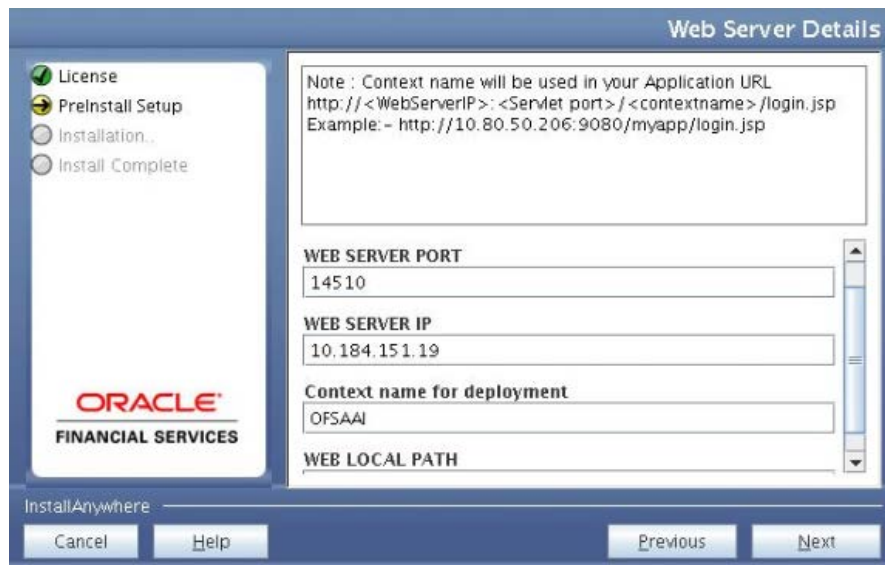 Web Server Details
License
PreInstall Setup
Installation..
Install Complete
ORACLE
FINANCIAL SERVICES
Note : Context name will be used in your Application URL
http://<WebServerIP>:<Servlet port>/<contextname>/login.jsp
Example:- http://10.80.50.206:9080/myapp/login.jsp
WEB SERVER PORT
14510
WEB SERVER IP
10.184.151.19
Context name for deployment
OFSAAI
WEB LOCAL PATH
InstallAnywhere
Cancel
Help
Previous
Next